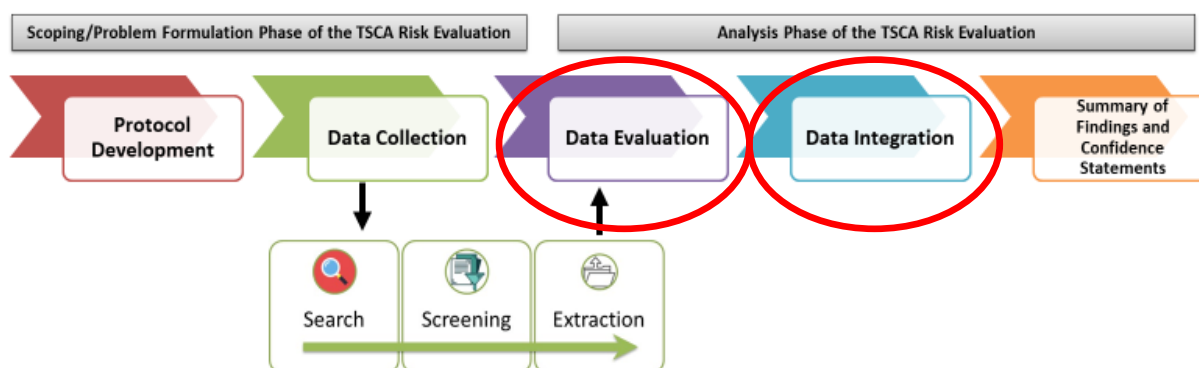 Scoping/Problem Formulation Phase of the TSCA Risk Evaluation
Analysis Phase of the TSCA Risk Evaluation
Protocol
Development
Data Collection
Data Evaluation
Data Integration
Summary of
Findings and
Confidence
Statements
Search
Screening
Extraction